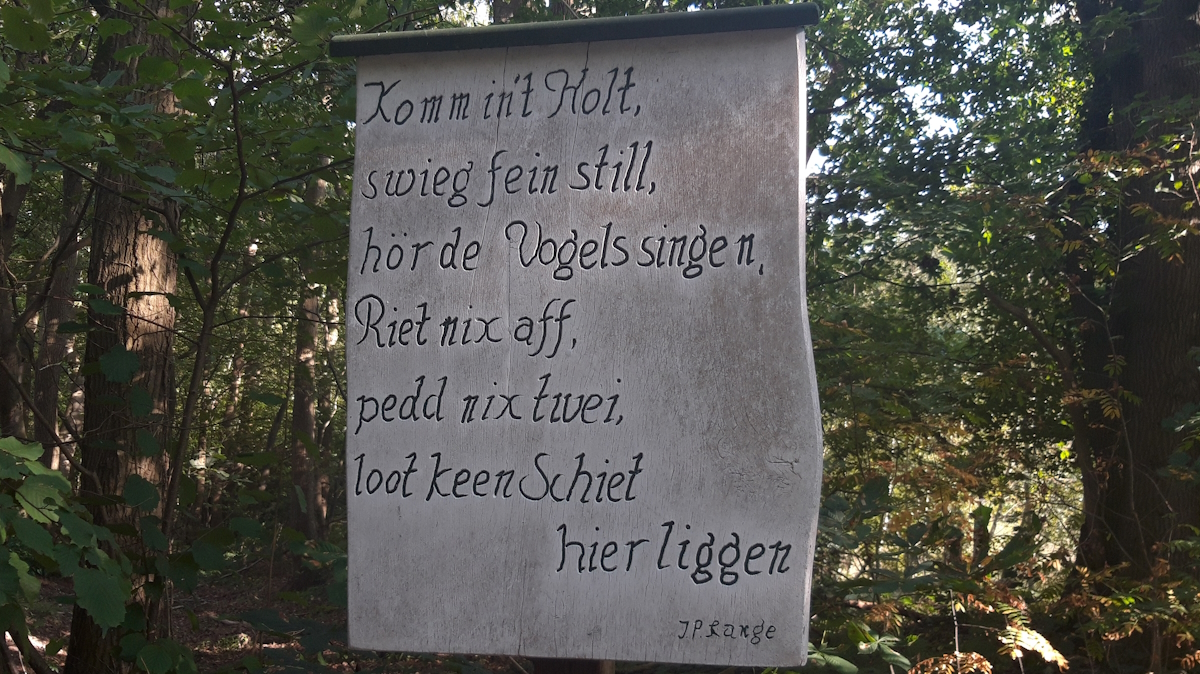 Komm in't Holt,
swieg fein still,
hör de Vogels singen,
Riet nix aff,
pedd nix twei,
loot keen Schiet
hier liggen
JP Lange